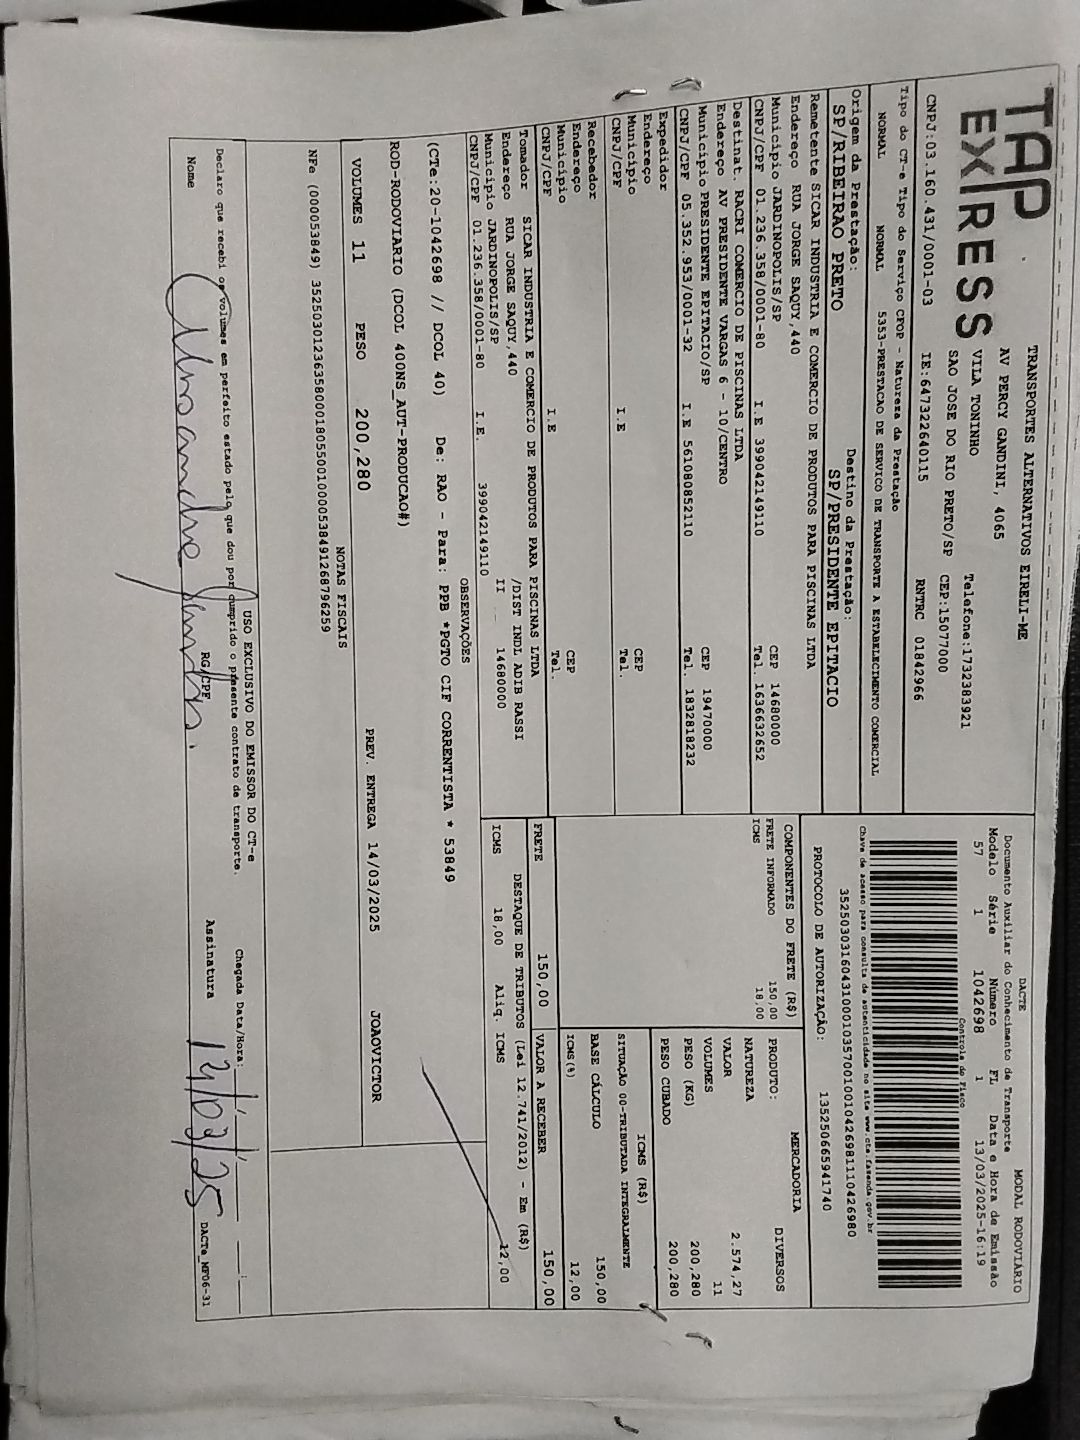 TAP EXPRESS
TRANSPORTES ALTERNATIVOS EIRELI-ME
AV PERCY GANDINI, 4065
VILA TONINHO
SAO JOSE DO RIO PRETO/SP CEP:15077000
Telefone:1732383921
CNPJ:03.160.431/0001-03 IE:647322640115 RNTRC 01842966
DACTE MODAL RODOVIÁRIO
Documento Auxiliar do Conhecimento de Transporte
Modelo Série Número FL Data e Hora de Emissão
57 1 1042698 1 13/03/2025-16:19
Controle do Fisco
Chave de acesso para consulta de autenticidade no site www.cte.fazenda.gov.br
35250303160431000103570010010426981110426980
PROTOCOLO DE AUTORIZAÇÃO: 135250665941740
Tipo do CT-e Tipo do Serviço CFOP - Natureza da Prestação
NORMAL NORMAL 5353-PRESTACAO DE SERVICO DE TRANSPORTE A ESTABELECIMENTO COMERCIAL
Origem da Prestação: Destino da Prestação:
SP/RIBEIRAO PRETO SP/PRESIDENTE EPITACIO
Remetente SICAR INDUSTRIA E COMERCIO DE PRODUTOS PARA PISCINAS LTDA
Endereço RUA JORGE SAQUY,440
Municipio JARDINOPOLIS/SP CEP 14680000
CNPJ/CPF 01.236.358/0001-80 I.E 399042149110 Tel. 1636632652
Destinat. RACRI COMERCIO DE PISCINAS LTDA
Endereço AV PRESIDENTE VARGAS 6 - 10/CENTRO
Municipio PRESIDENTE EPITACIO/SP CEP 19470000
CNPJ/CPF 05.352.953/0001-32 I.E 561080852110 Tel. 1832818232
Expedidor
Endereço
Municipio CEP
CNPJ/CPF I.E Tel.
Recebedor
Endereço
Municipio CEP
CNPJ/CPF I.E Tel.
Tomador SICAR INDUSTRIA E COMERCIO DE PRODUTOS PARA PISCINAS LTDA
Endereço RUA JORGE SAQUY,440 /DIST INDL ADIB RASSI
Municipio JARDINOPOLIS/SP II 14680000
CNPJ/CPF 01.236.358/0001-80 I.E. 399042149110
COMPONENTES DO FRETE (R$)
FRETE INFORMADO 150,00
ICMS 18,00
MERCADORIA
PRODUTO: DIVERSOS
NATUREZA
VALOR 2.574,27
VOLUMES 11
PESO (KG) 200,280
PESO CUBADO 200,280
ICMS (R$)
SITUAÇÃO 00-TRIBUTADA INTEGRALMENTE
BASE CÁLCULO 150,00
ICMS(%) 12,00
FRETE 150,00 VALOR A RECEBER 150,00
DESTAQUE DE TRIBUTOS (Lei 12.741/2012) - Em (R$)
ICMS 18,00 Aliq. ICMS 12,00
OBSERVAÇÕES
(CTe:20-1042698 // DCOL 40) De: RAO - Para: PPB *PGTO CIF CORRENTISTA * 53849
ROD-RODOVIARIO (DCOL 400NS_AUT-PRODUCAO#)
VOLUMES 11 PESO 200,280 PREV. ENTREGA 14/03/2025 JOAOVICTOR
NOTAS FISCAIS
NFe (000053849) 35250301236358000180550010000538491268796259
USO EXCLUSIVO DO EMISSOR DO CT-e
Declaro que recebi os volumes em perfeito estado pelo que dou por cumprido o presente contrato de transporte. Chegada Data/Hora:
Nome RG/CPF Assinatura
DACTe_MF06-31